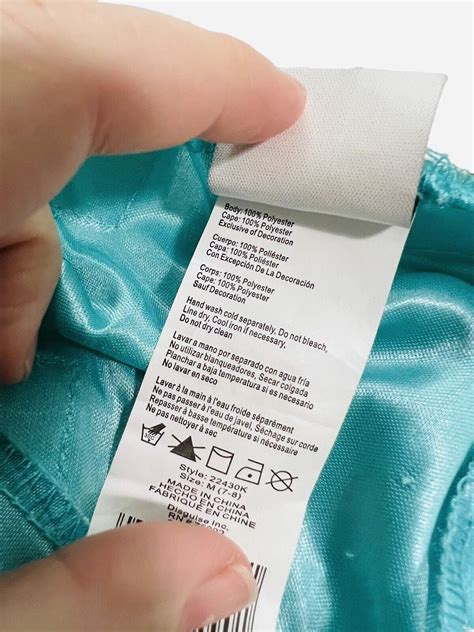 Body: 100% Polyester
Cape: 100% Polyester
Exclusive of Decoration
Cuerpo: 100% Poliéster
Capa: 100% Poliéster
Con Excepción De La Decoración
Corps: 100% Polyester
Cape: 100% Polyester
Sauf Decoration
Hand wash cold separately, Do not bleach,
Line dry, Cool iron if necessary,
Do not dry clean
Lavar a mano por separado con agua fría
No utilizar blanqueadores, Secar colgada
Planchar a baja temperatura si es necesario
No lavar en seco
Laver à la main à l'eau froide séparément
Ne pas passer à l'eau de javel, Séchage sur corde
Repasser à basse température si nécessaire
Ne pas nettoyer à sec
Style: 22430K
Size: M (7-8)
MADE IN CHINA
HECHO EN CHINA
FABRIQUÉ EN CHINE
Disguise Inc.
RN #